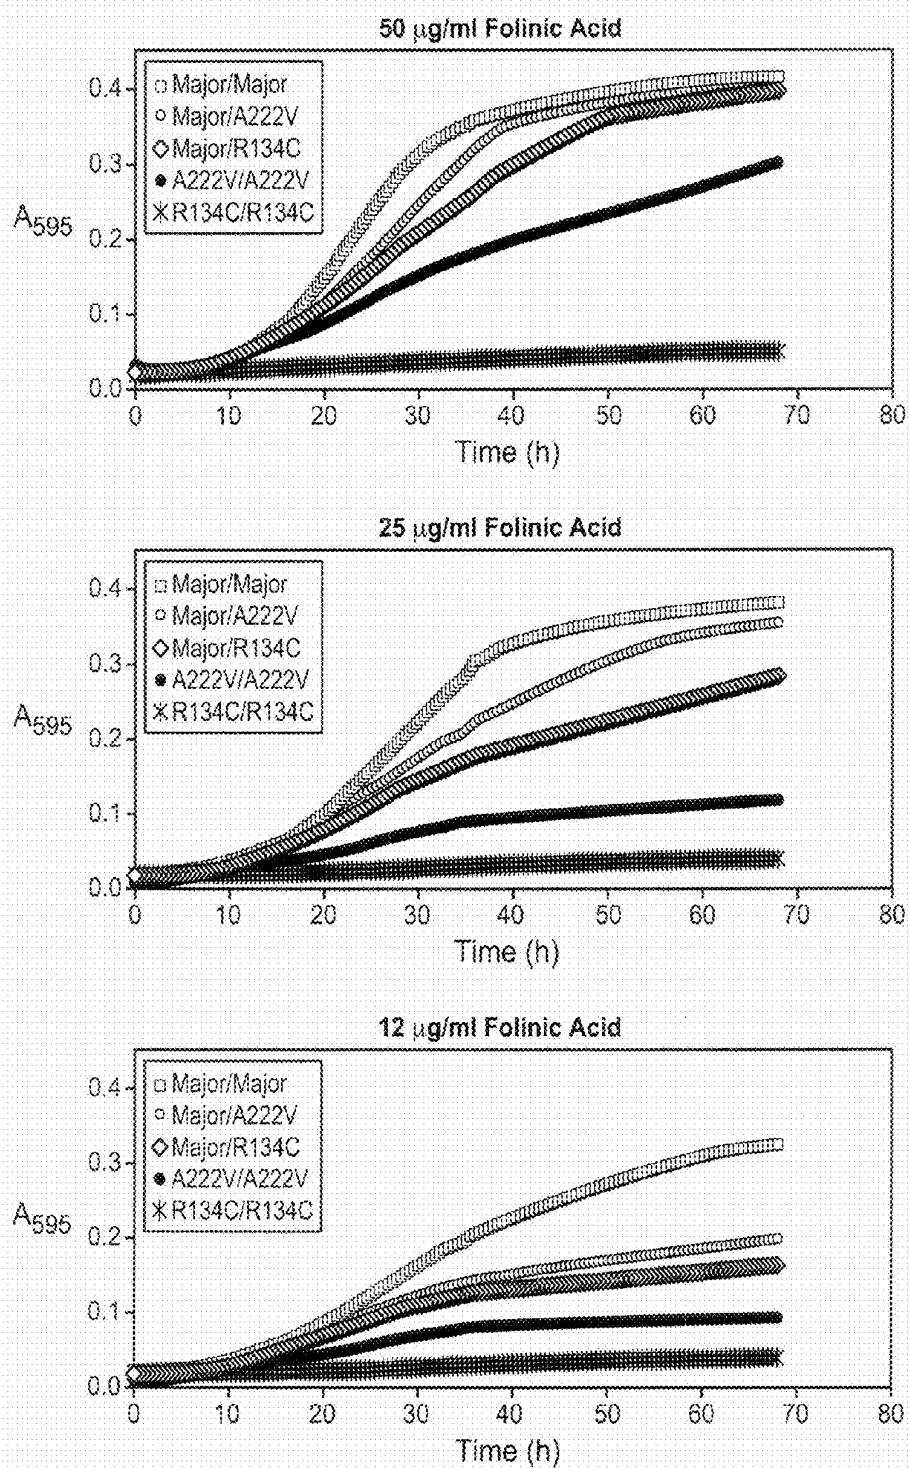 50 μg/ml Folinic Acid
0.4
0.3
0.2
0.1
0.0
A595
□ Major/Major
○ Major/A222V
◇ Major/R134C
● A222V/A222V
✳ R134C/R134C
0 10 20 30 40 50 60 70 80
Time (h)
25 μg/ml Folinic Acid
0.4
0.3
0.2
0.1
0.0
A595
□ Major/Major
○ Major/A222V
◇ Major/R134C
● A222V/A222V
✳ R134C/R134C
0 10 20 30 40 50 60 70 80
Time (h)
12 μg/ml Folinic Acid
0.4
0.3
0.2
0.1
0.0
A595
□ Major/Major
○ Major/A222V
◇ Major/R134C
● A222V/A222V
✳ R134C/R134C
0 10 20 30 40 50 60 70 80
Time (h)